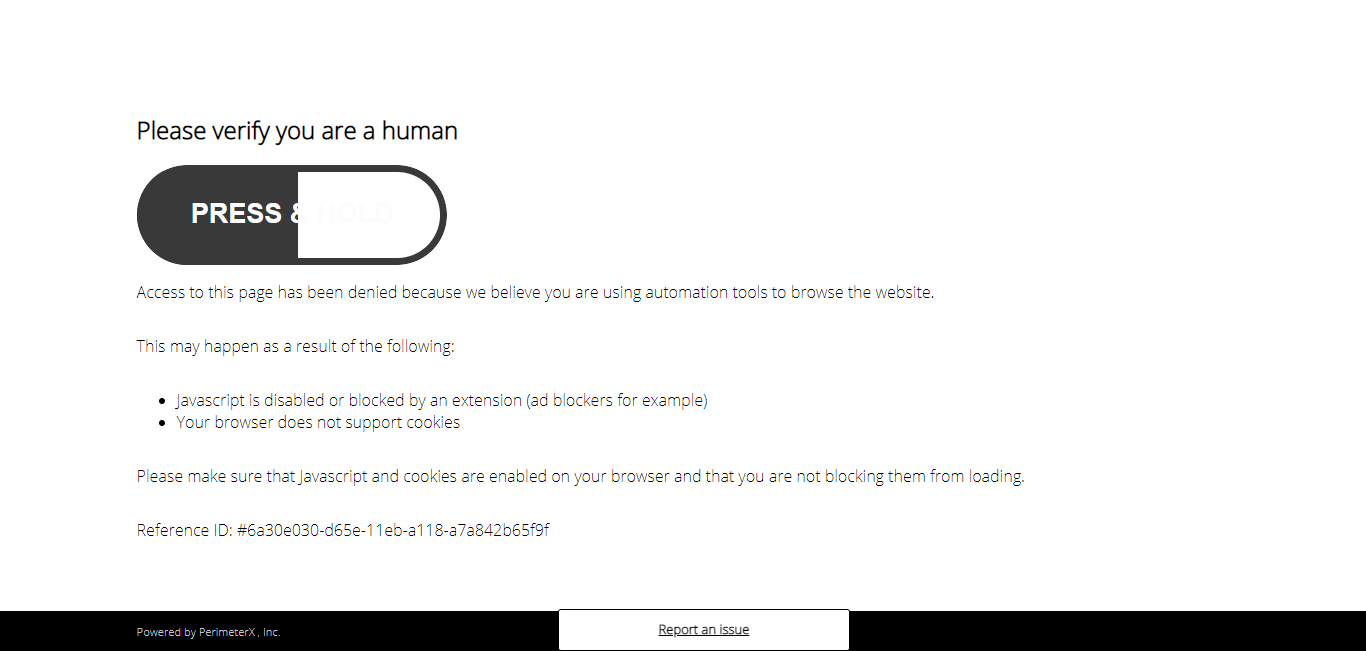 Please verify you are a human
PRESS & HOLD
Access to this page has been denied because we believe you are using automation tools to browse the website.
This may happen as a result of the following:
Javascript is disabled or blocked by an extension (ad blockers for example)
Your browser does not support cookies
Please make sure that Javascript and cookies are enabled on your browser and that you are not blocking them from loading.
Reference ID: #6a30e030-d65e-11eb-a118-a7a842b65f9f
Powered by PerimeterX , Inc.
Report an issue